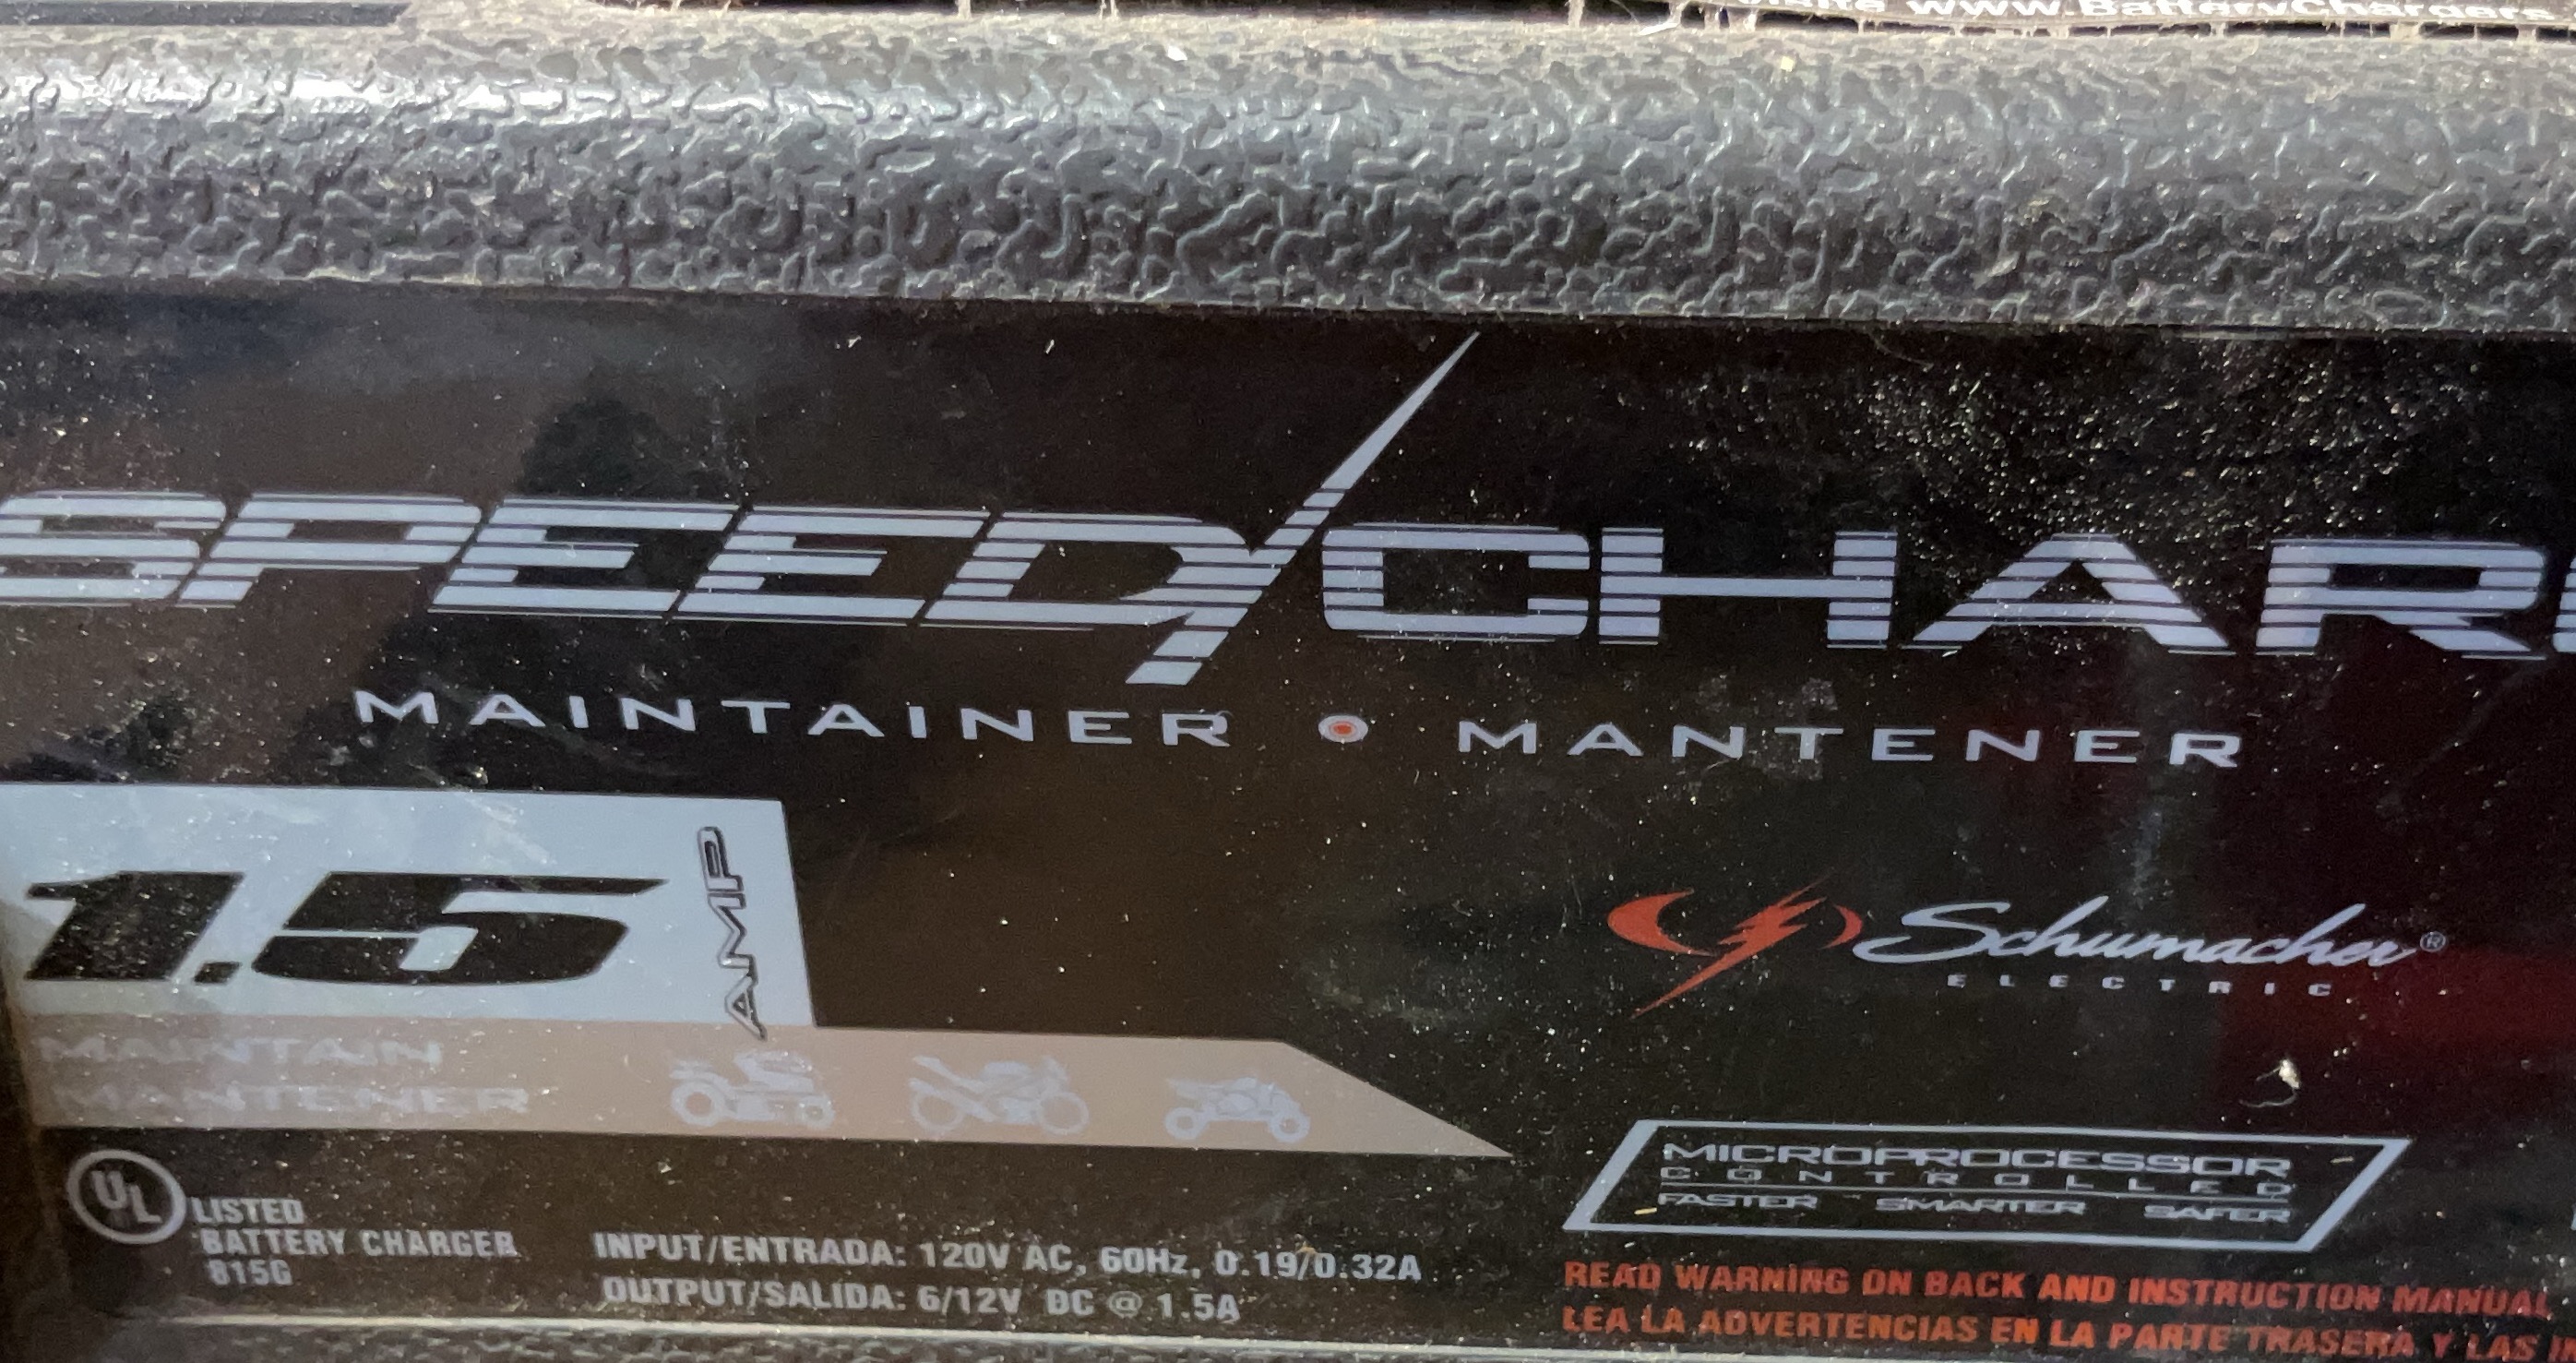 www.BatteryChargers.
SPEED/CHAR
MAINTAINER • MANTENER
1.5 AMP
Schumacher®
ELECTRIC
MAINTAIN
MANTENER
MICROPROCESSOR
CONTROLLED
FASTER SMARTER SAFER
UL LISTED
BATTERY CHARGER
815G
INPUT/ENTRADA: 120V AC, 60Hz, 0.19/0.32A
OUTPUT/SALIDA: 6/12V DC @ 1.5A
READ WARNING ON BACK AND INSTRUCTION MANUAL
LEA LA ADVERTENCIAS EN LA PARTE TRASERA Y LAS